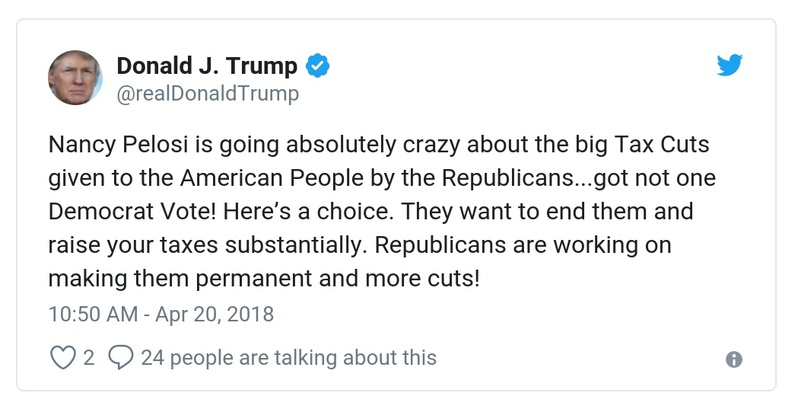 Donald J. Trump
@realDonaldTrump
Nancy Pelosi is going absolutely crazy about the big Tax Cuts
given to the American People by the Republicans...got not one
Democrat Vote! Here’s a choice. They want to end them and
raise your taxes substantially. Republicans are working on
making them permanent and more cuts!
10:50 AM - Apr 20, 2018
2 24 people are talking about this